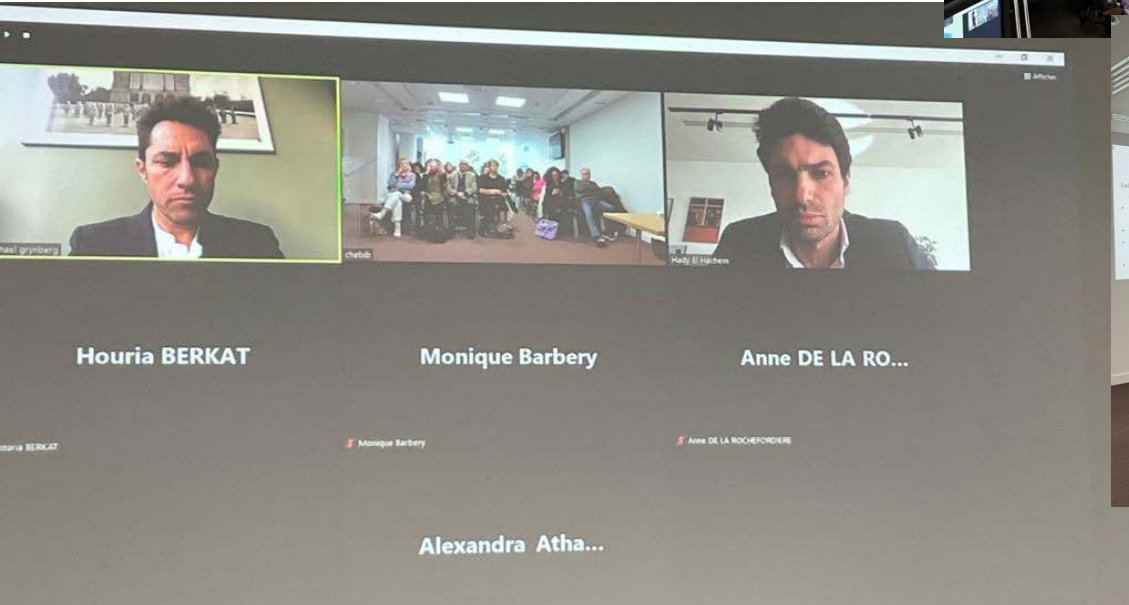 Afficher
hael grynberg
chebib
Hady El Hachem
Houria BERKAT
Monique Barbery
Anne DE LA RO...
ouria BERKAT
Monique Barbery
Anne DE LA ROCHEFORDIERE
Alexandra Atha...